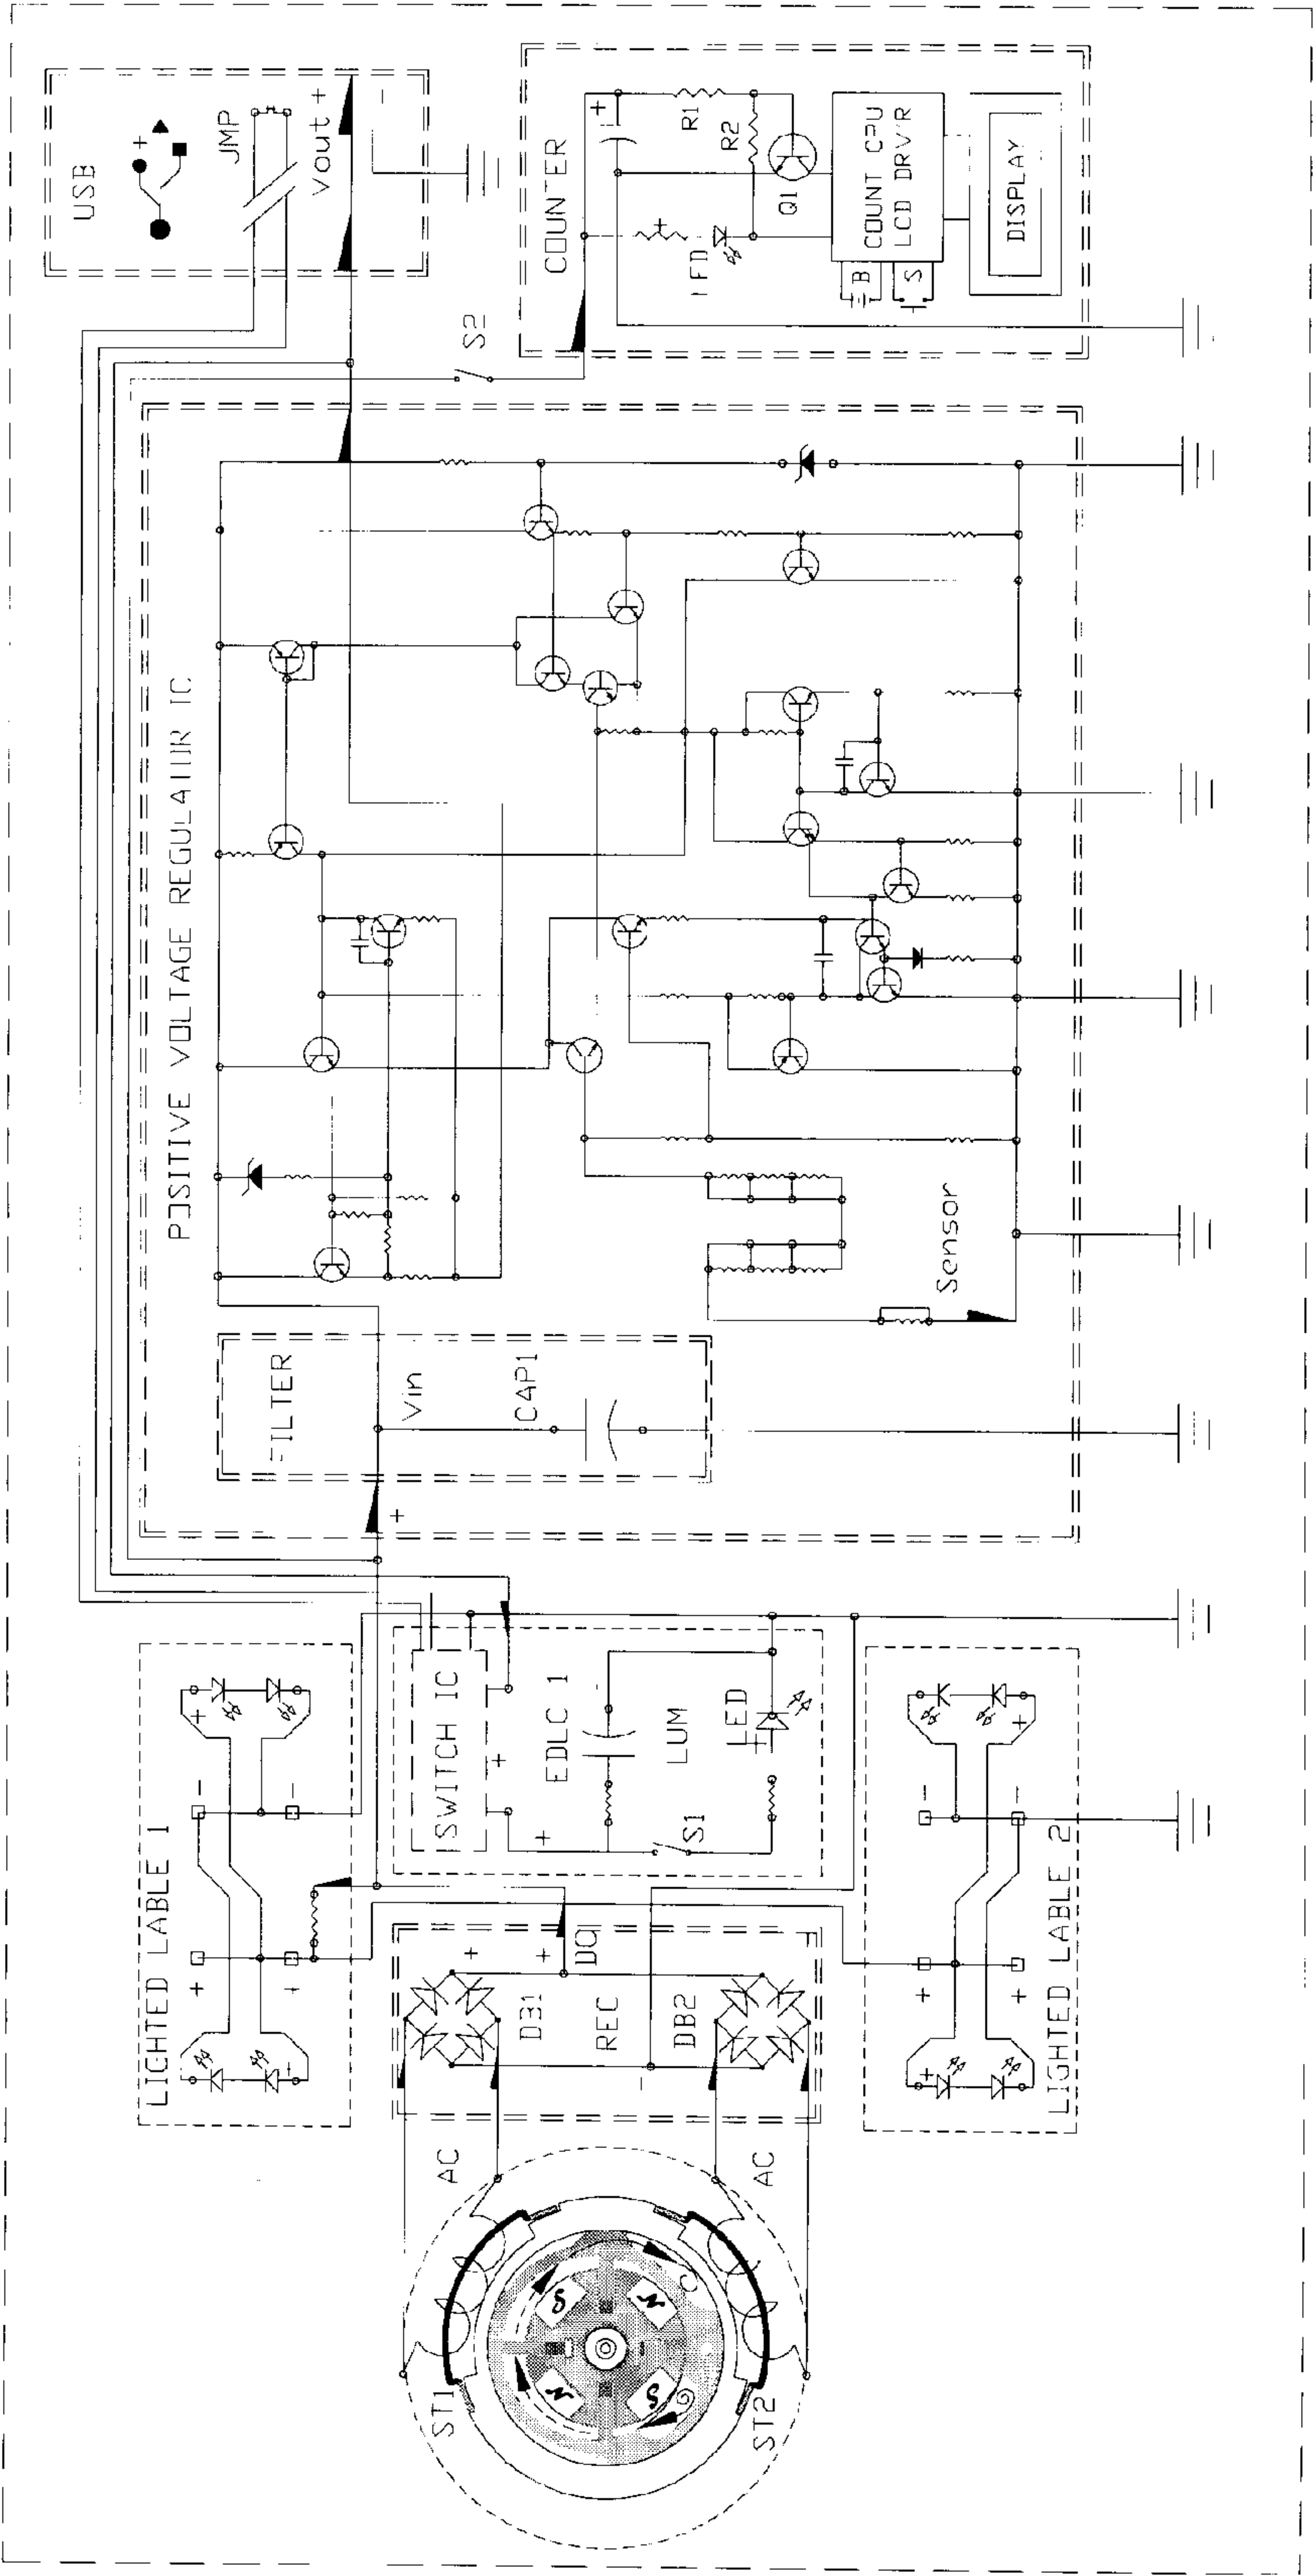 USB
JMP
Vout +
-
COUNTER
+
R1
R2
Q1
COUNT CPU
LCD DRV'R
DISPLAY
B
S
S2
POSITIVE VOLTAGE REGULATOR IC
Sensor
FILTER
Vin
CAP1
+
SWITCH IC
+
EDLC 1
+
LUM
LED
+
S1
LIGHTED LABLE 1
+
-
-
+
+
+
LIGHTED LABLE 2
+
-
-
+
+
+
DB1
+
+
REC
DB2
-
AC
AC
ST1
ST2
S
N
N
S